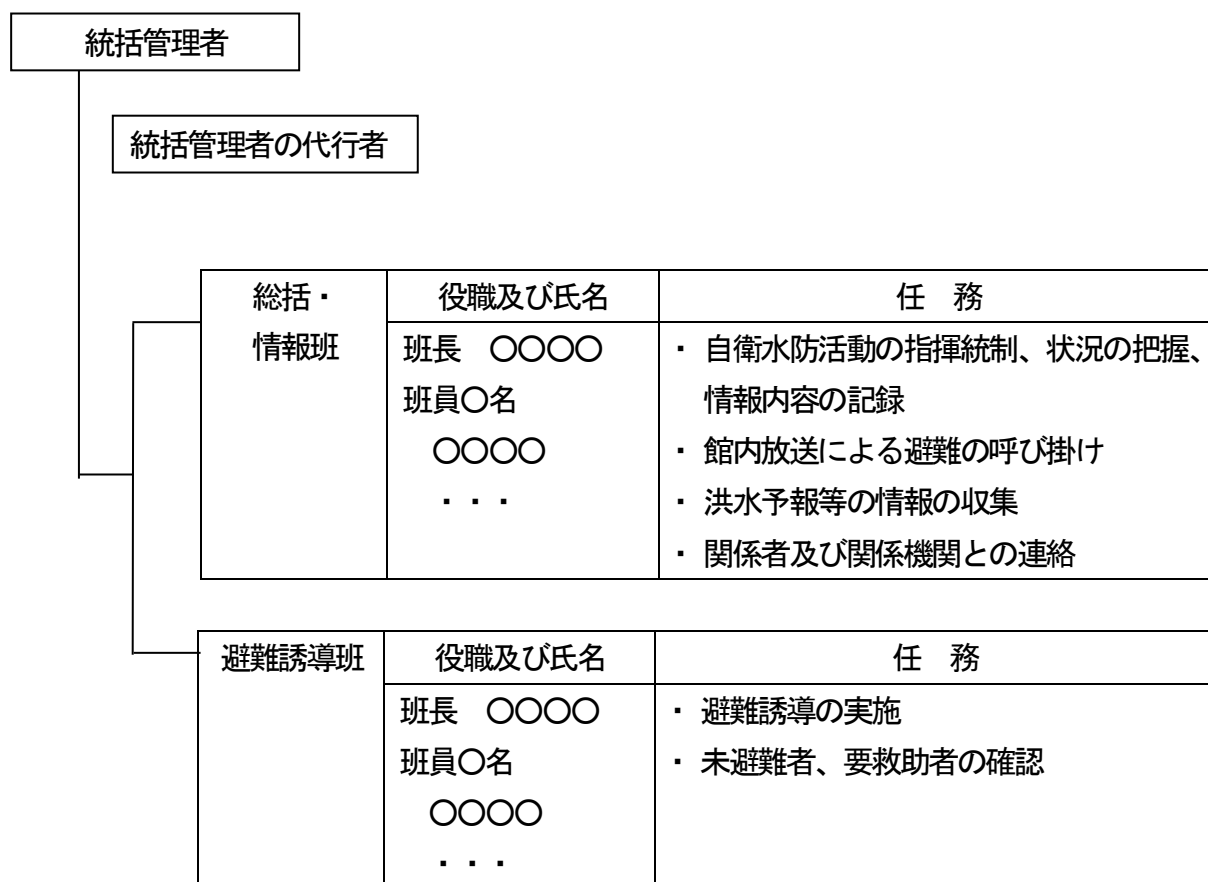 統括管理者
統括管理者の代行者
総括・
情報班
役職及び氏名
任　務
班長　〇〇〇〇
班員〇名
〇〇〇〇
・・・
・ 自衛水防活動の指揮統制、状況の把握、
情報内容の記録
・ 館内放送による避難の呼び掛け
・ 洪水予報等の情報の収集
・ 関係者及び関係機関との連絡
避難誘導班
役職及び氏名
任　務
班長　〇〇〇〇
班員〇名
〇〇〇〇
・・・
・ 避難誘導の実施
・ 未避難者、要救助者の確認